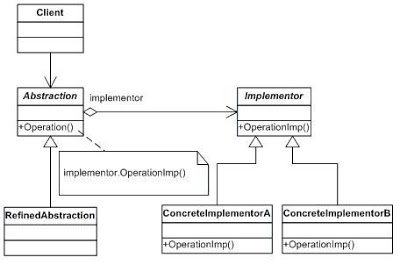 Client
Abstraction
implementor
Implementor
+Operation()
+OperationImp()
implementor.OperationImp()
RefinedAbstraction
ConcreteImplementorA
ConcreteImplementorB
+OperationImp()
+OperationImp()